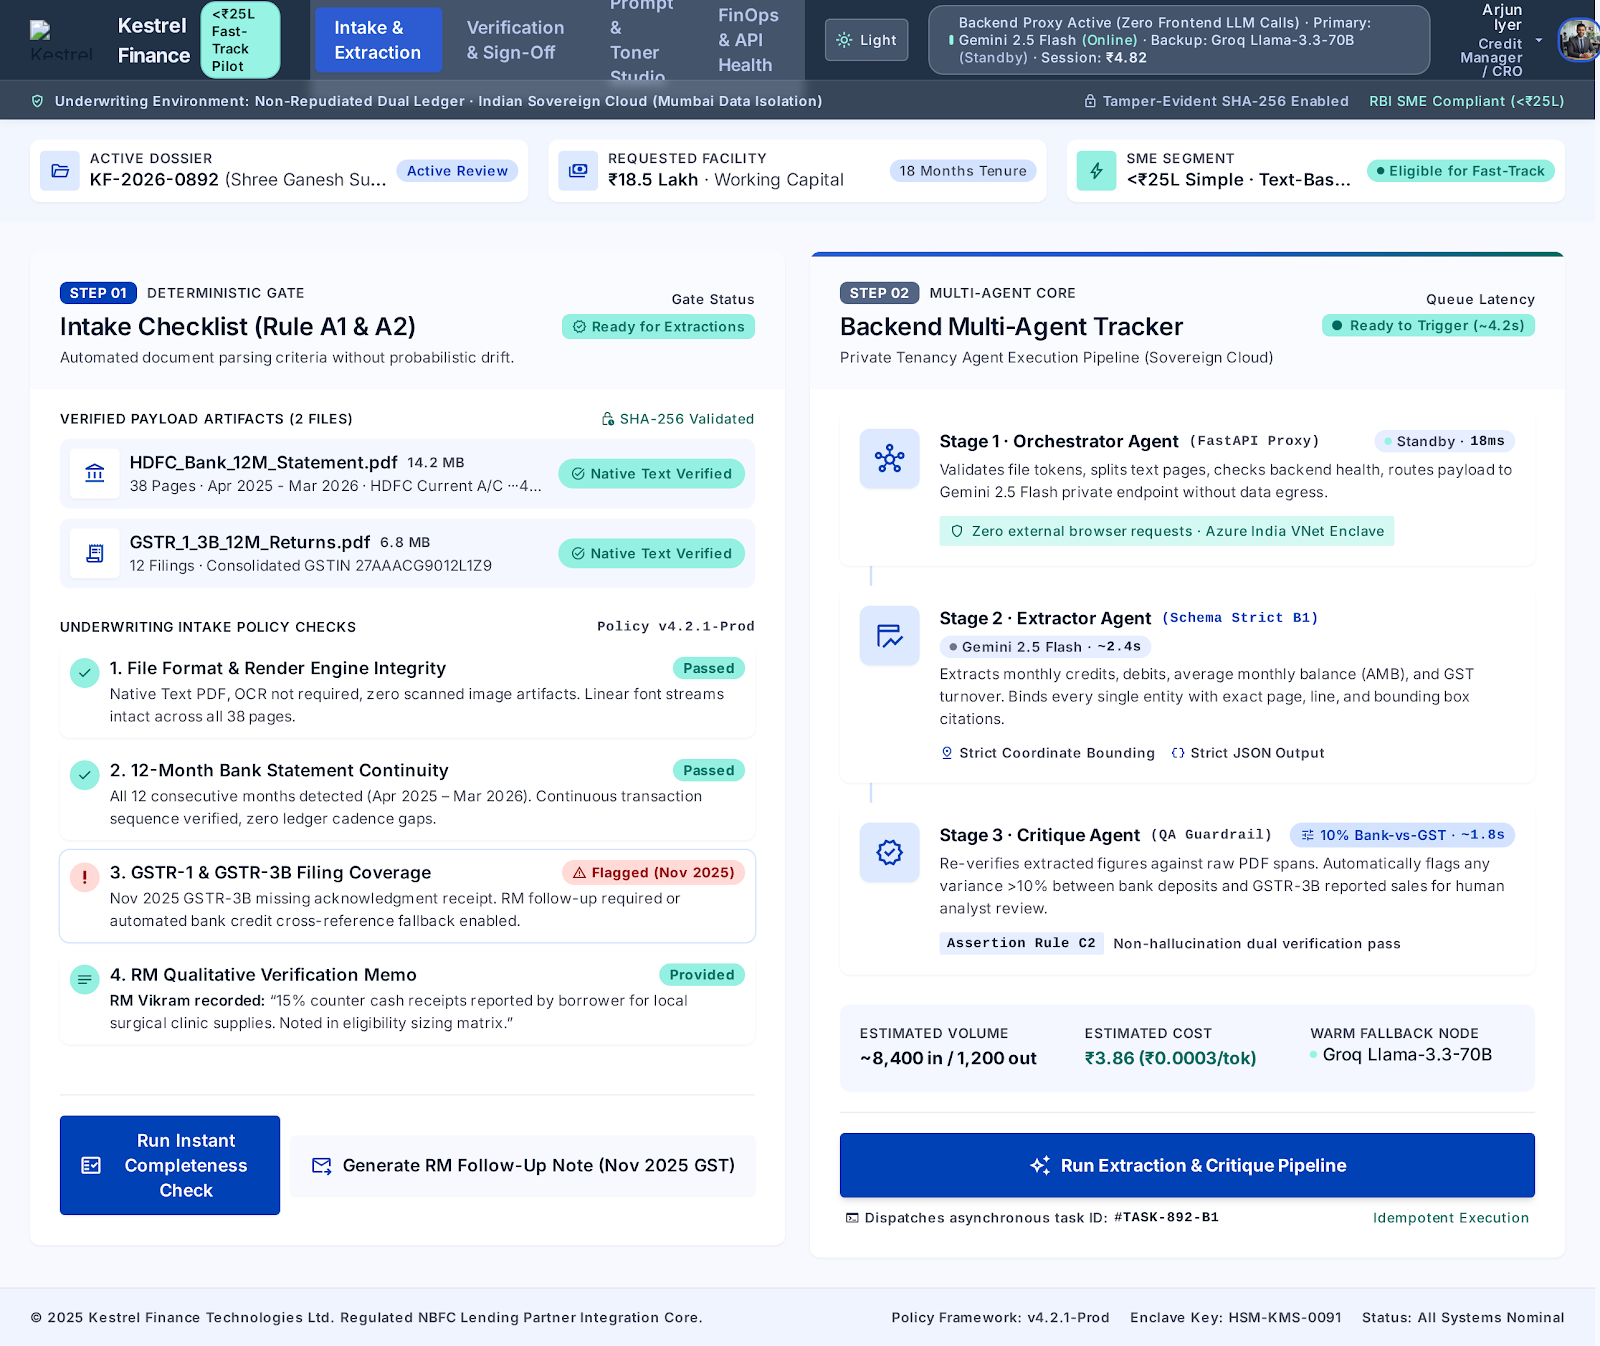 Kestrel
Kestrel
Finance
<₹25L
Fast-
Track
Pilot
Intake &
Extraction
Verification
& Sign-Off
Prompt
&
Toner
Studio
FinOps
& API
Health
Light
Backend Proxy Active (Zero Frontend LLM Calls) · Primary:
Gemini 2.5 Flash (Online) · Backup: Groq Llama-3.3-70B
(Standby) · Session: ₹4.82
Arjun
Iyer
Credit
Manager
/ CRO
Underwriting Environment: Non-Repudiated Dual Ledger · Indian Sovereign Cloud (Mumbai Data Isolation)
Tamper-Evident SHA-256 Enabled
RBI SME Compliant (<₹25L)
ACTIVE DOSSIER
KF-2026-0892 (Shree Ganesh Su...
Active Review
REQUESTED FACILITY
₹18.5 Lakh · Working Capital
18 Months Tenure
SME SEGMENT
<₹25L Simple · Text-Bas...
Eligible for Fast-Track
STEP 01 DETERMINISTIC GATE
Intake Checklist (Rule A1 & A2)
Automated document parsing criteria without probabilistic drift.
Gate Status
Ready for Extractions
VERIFIED PAYLOAD ARTIFACTS (2 FILES)
SHA-256 Validated
HDFC_Bank_12M_Statement.pdf 14.2 MB
38 Pages · Apr 2025 - Mar 2026 · HDFC Current A/C ···4...
Native Text Verified
GSTR_1_3B_12M_Returns.pdf 6.8 MB
12 Filings · Consolidated GSTIN 27AAACG9012L1Z9
Native Text Verified
UNDERWRITING INTAKE POLICY CHECKS
Policy v4.2.1-Prod
1. File Format & Render Engine Integrity
Passed
Native Text PDF, OCR not required, zero scanned image artifacts. Linear font streams
intact across all 38 pages.
2. 12-Month Bank Statement Continuity
Passed
All 12 consecutive months detected (Apr 2025 – Mar 2026). Continuous transaction
sequence verified, zero ledger cadence gaps.
3. GSTR-1 & GSTR-3B Filing Coverage
Flagged (Nov 2025)
Nov 2025 GSTR-3B missing acknowledgment receipt. RM follow-up required or
automated bank credit cross-reference fallback enabled.
4. RM Qualitative Verification Memo
Provided
RM Vikram recorded: “15% counter cash receipts reported by borrower for local
surgical clinic supplies. Noted in eligibility sizing matrix.”
Run Instant
Completeness
Check
Generate RM Follow-Up Note (Nov 2025 GST)
STEP 02 MULTI-AGENT CORE
Backend Multi-Agent Tracker
Private Tenancy Agent Execution Pipeline (Sovereign Cloud)
Queue Latency
Ready to Trigger (~4.2s)
Stage 1 · Orchestrator Agent (FastAPI Proxy)
Standby · 18ms
Validates file tokens, splits text pages, checks backend health, routes payload to
Gemini 2.5 Flash private endpoint without data egress.
Zero external browser requests · Azure India VNet Enclave
Stage 2 · Extractor Agent (Schema Strict B1)
Gemini 2.5 Flash · ~2.4s
Extracts monthly credits, debits, average monthly balance (AMB), and GST
turnover. Binds every single entity with exact page, line, and bounding box
citations.
Strict Coordinate Bounding
{} Strict JSON Output
Stage 3 · Critique Agent (QA Guardrail)
10% Bank-vs-GST · ~1.8s
Re-verifies extracted figures against raw PDF spans. Automatically flags any
variance >10% between bank deposits and GSTR-3B reported sales for human
analyst review.
Assertion Rule C2 Non-hallucination dual verification pass
ESTIMATED VOLUME
~8,400 in / 1,200 out
ESTIMATED COST
₹3.86 (₹0.0003/tok)
WARM FALLBACK NODE
Groq Llama-3.3-70B
Run Extraction & Critique Pipeline
Dispatches asynchronous task ID: #TASK-892-B1
Idempotent Execution
© 2025 Kestrel Finance Technologies Ltd. Regulated NBFC Lending Partner Integration Core.
Policy Framework: v4.2.1-Prod
Enclave Key: HSM-KMS-0091
Status: All Systems Nominal